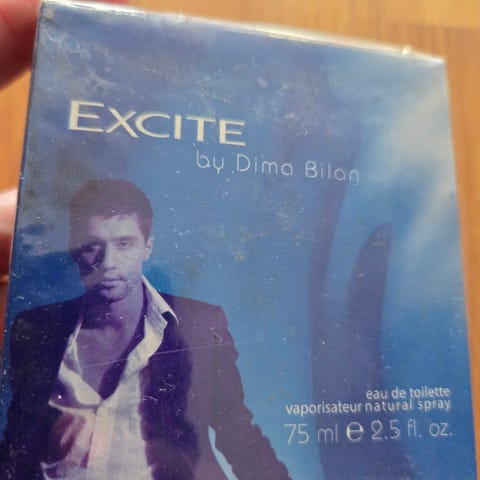 EXCITE
by Dima Bilan
eau de toilette
vaporisateur natural spray
75 ml e 2.5 fl. oz.